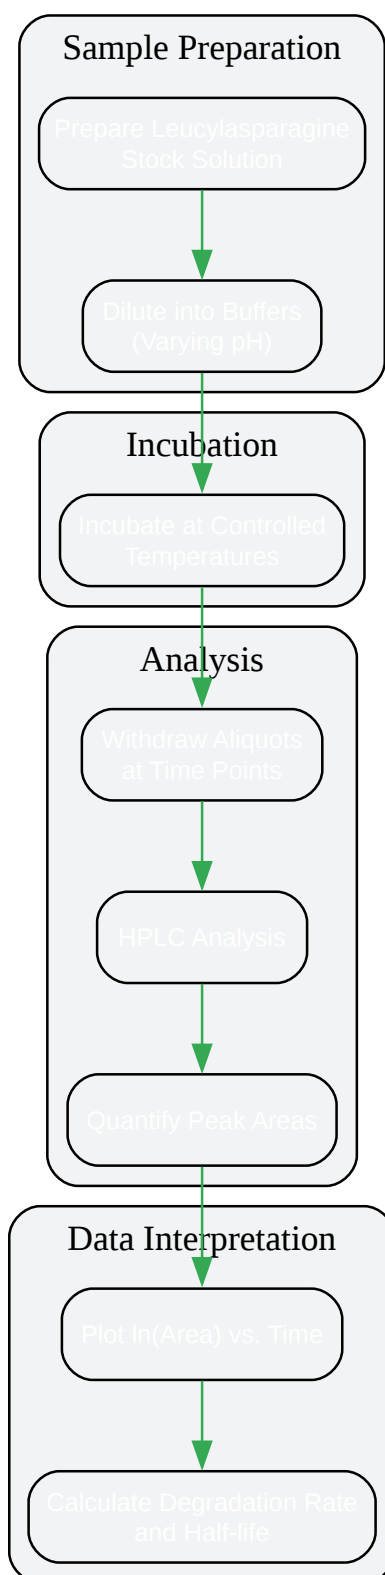 Sample Preparation
Prepare Leucylasparagine
Stock Solution
Dilute into Buffers
(Varying pH)
Incubation
Incubate at Controlled
Temperatures
Analysis
Withdraw Aliquots
at Time Points
HPLC Analysis
Quantify Peak Areas
Data Interpretation
Plot ln(Area) vs. Time
Calculate Degradation Rate
and Half-life